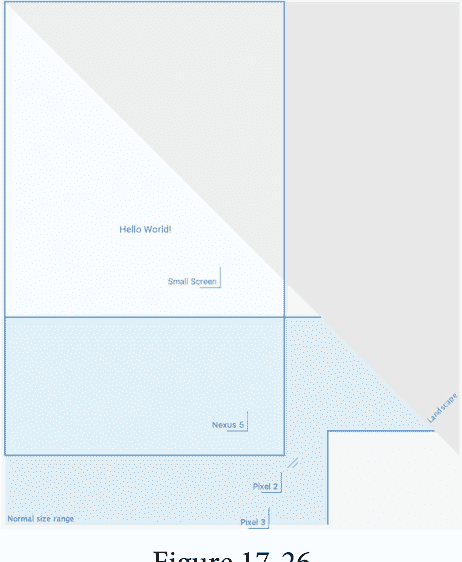 Hello World!
Small Screen
Landscape
Nexus 5
Pixel 2
Normal size range
Pixel 3
Figure 17-26